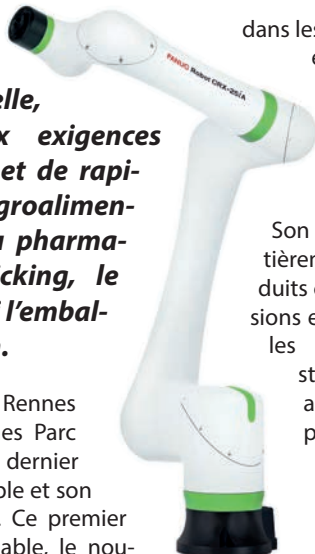 FANUC Robot CRX-25iA
elle,
x exigences
et de rapi-
groalimen-
a pharma-
icking, le
l'embal-
.
Rennes
es Parc
dernier
ble et son
. Ce premier
able, le nou-
dans les
e
Son
tièrem
duits
sions e
les
st
a
p